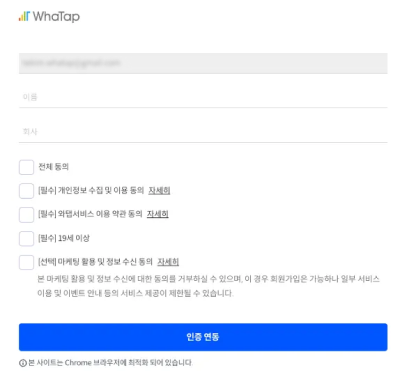 WhaTap
이름
회사
전체 동의
[필수] 개인정보 수집 및 이용 동의 자세히
[필수] 와탭서비스 이용 약관 동의 자세히
[필수] 19세 이상
[선택] 마케팅 활용 및 정보 수신 동의 자세히
본 마케팅 활용 및 정보 수신에 대한 동의를 거부하실 수 있으며, 이 경우 회원가입은 가능하나 일부 서비스
이용 및 이벤트 안내 등의 서비스 제공이 제한될 수 있습니다.
인증 연동
본 사이트는 Chrome 브라우저에 최적화 되어 있습니다.